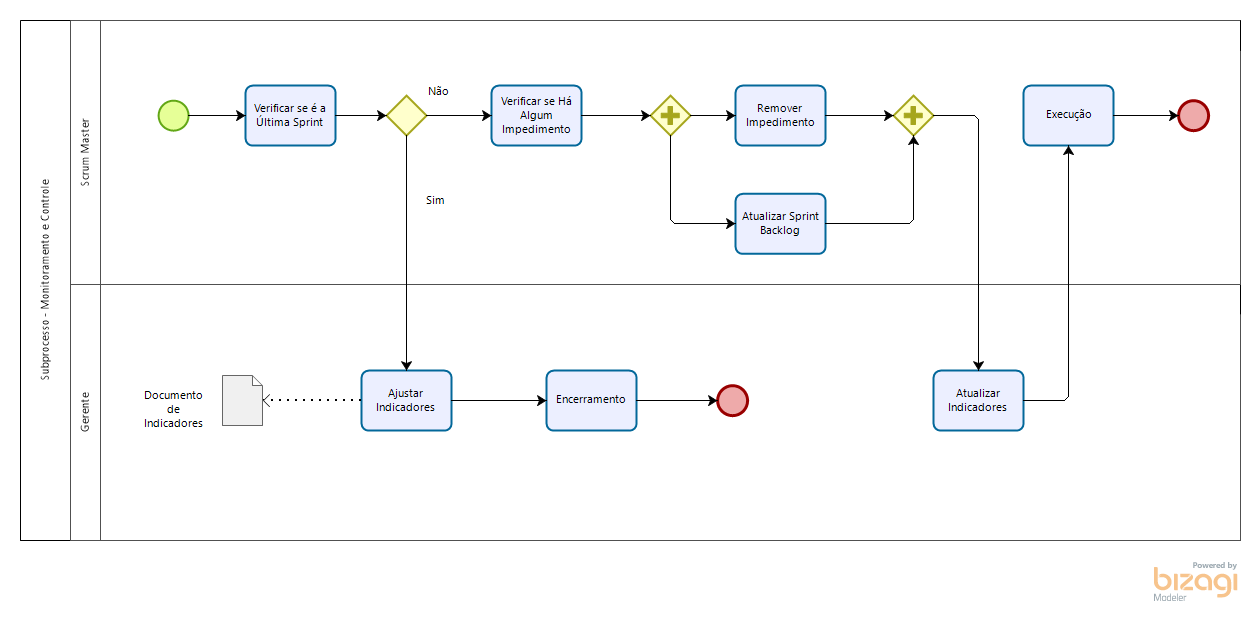 Subprocesso - Monitoramento e Controle
Scrum Master
Verificar se é a
Última Sprint
Não
Sim
Verificar se Há
Algum
Impedimento
Remover
Impedimento
Atualizar Sprint
Backlog
Execução
Gerente
Documento
de
Indicadores
Ajustar
Indicadores
Encerramento
Atualizar
Indicadores
Powered by
bizagi
Modeler